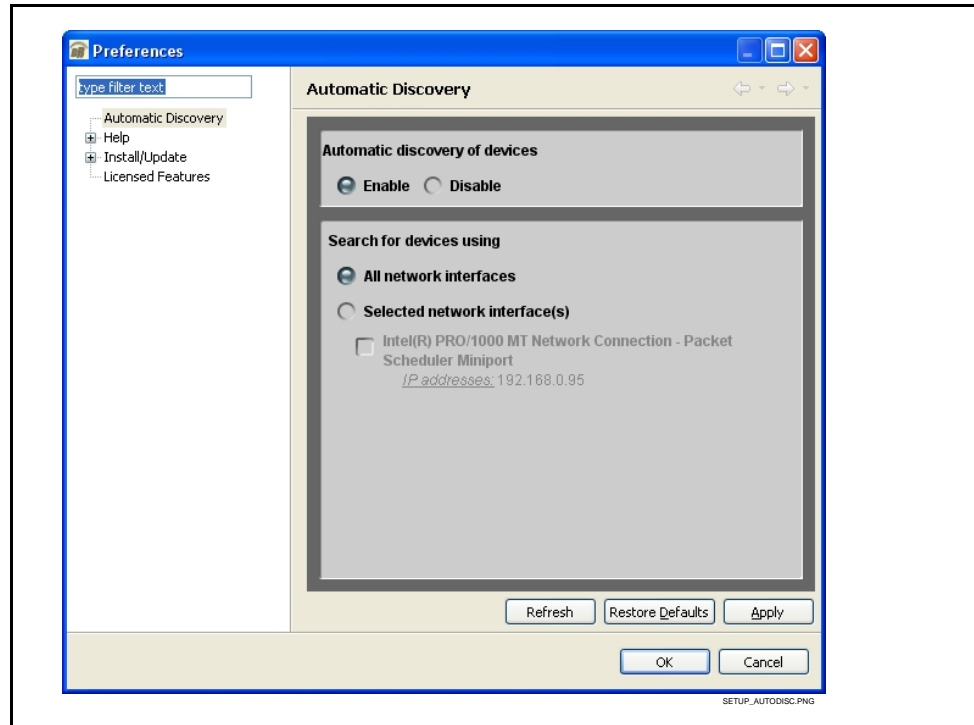 Preferences
type filter text
Automatic Discovery
Help
Install/Update
Licensed Features
Automatic Discovery
Automatic discovery of devices
Enable Disable
Search for devices using
All network interfaces
Selected network interface(s)
Intel(R) PRO/1000 MT Network Connection - Packet
Scheduler Miniport
IP addresses: 192.168.0.95
Refresh Restore Defaults Apply
OK Cancel
SETUP_AUTODISC.PNG